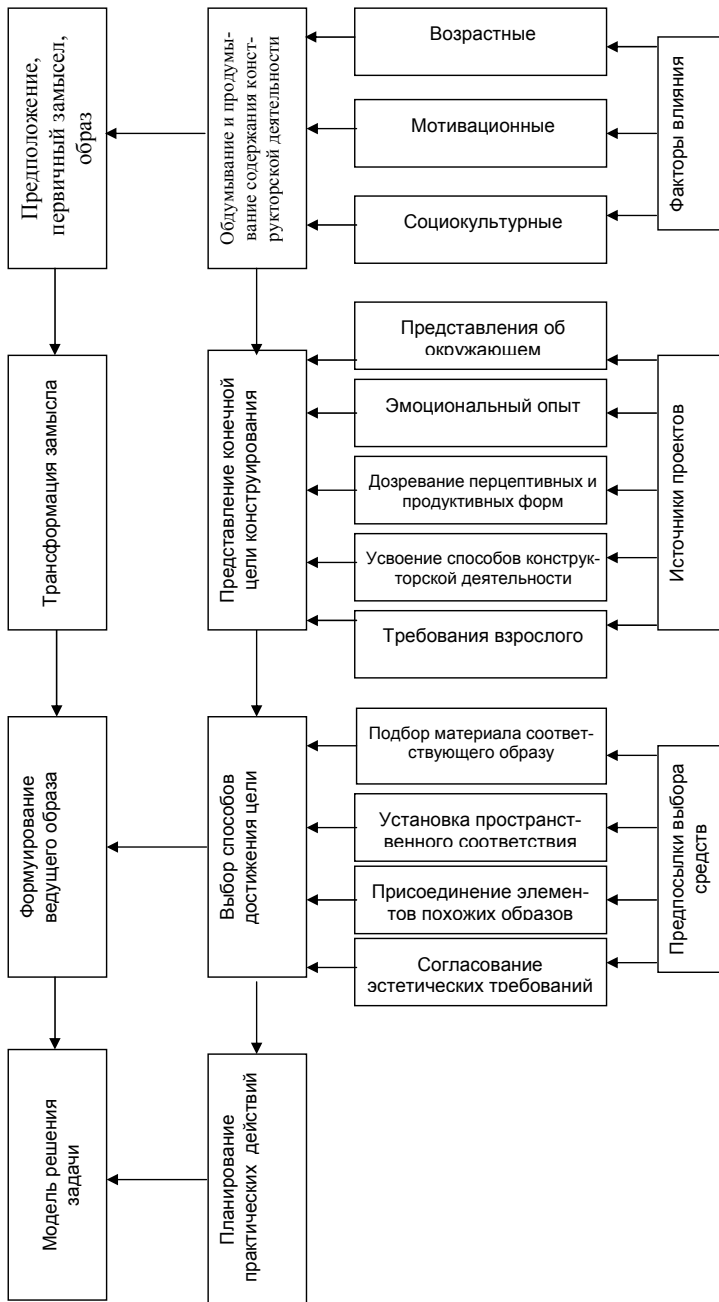 Предположение,
первичный замысел,
образ
Обдумывание и продумы-
вание содержания конст-
рукторской деятельности
Возрастные
Мотивационные
Социокультурные
Факторы влияния
Трансформация замысла
Представление конечной
цели конструирования
Представления об
окружающем
Эмоциональный опыт
Дозревание перцептивных и
продуктивных форм
Усвоение способов конструк-
торской деятельности
Требования взрослого
Источники проектов
Формуирование
ведущего образа
Выбор способов
достижения цели
Подбор материала соответ-
ствующего образу
Установка пространст-
венного соответствия
Присоединение элемен-
тов похожих образов
Согласование
эстетических требований
Предпосылки выбора
средств
Модель решения
задачи
Планирование
практических действий